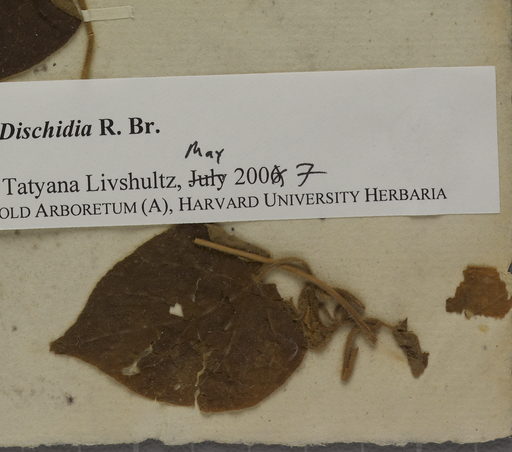 Dischidia R. Br.
May
Tatyana Livshultz, July 2006 7
OLD ARBORETUM (A), HARVARD UNIVERSITY HERBARIA